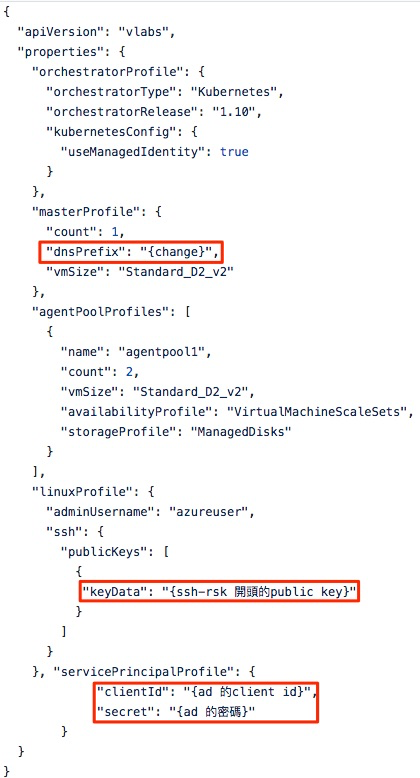 {
"apiVersion": "vlabs",
"properties": {
"orchestratorProfile": {
"orchestratorType": "Kubernetes",
"orchestratorRelease": "1.10",
"kubernetesConfig": {
"useManagedIdentity": true
}
},
"masterProfile": {
"count": 1,
"dnsPrefix": "{change}",
"vmSize": "Standard_D2_v2"
},
"agentPoolProfiles": [
{
"name": "agentpool1",
"count": 2,
"vmSize": "Standard_D2_v2",
"availabilityProfile": "VirtualMachineScaleSets",
"storageProfile": "ManagedDisks"
}
],
"linuxProfile": {
"adminUsername": "azureuser",
"ssh": {
"publicKeys": [
{
"keyData": "{ssh-rsk 開頭的public key}"
}
]
}
}, "servicePrincipalProfile": {
"clientId": "{ad 的client id}",
"secret": "{ad 的密碼}"
}
}
}